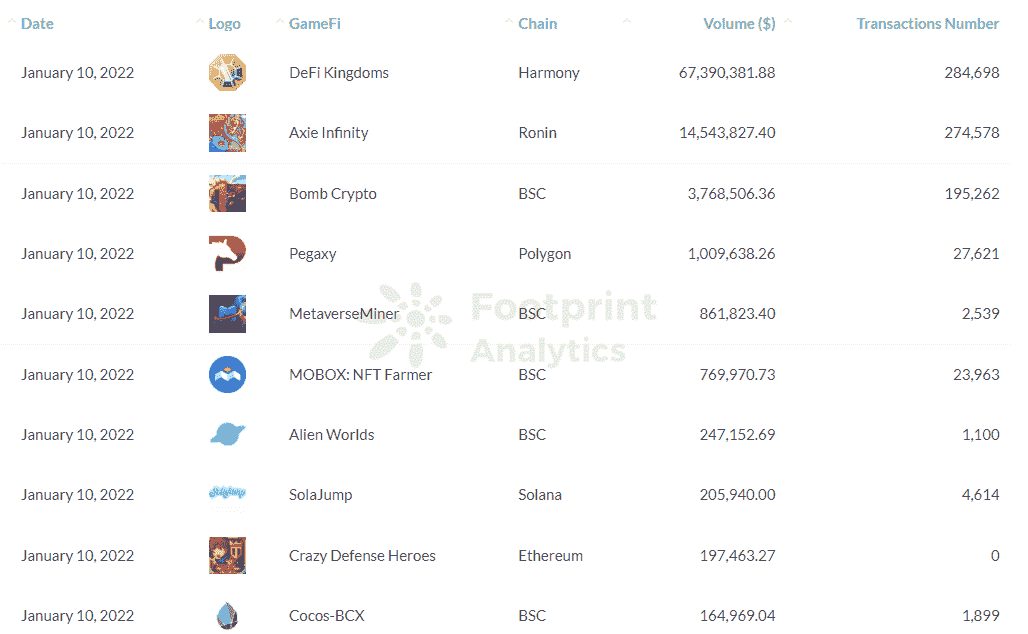 Date Logo GameFi Chain Volume ($) Transactions Number
January 10, 2022 DeFi Kingdoms Harmony 67,390,381.88 284,698
January 10, 2022 Axie Infinity Ronin 14,543,827.40 274,578
January 10, 2022 Bomb Crypto BSC 3,768,506.36 195,262
January 10, 2022 Pegaxy Polygon 1,009,638.26 27,621
January 10, 2022 MetaverseMiner BSC 861,823.40 2,539
Footprint
Analytics
January 10, 2022 MOBOX: NFT Farmer BSC 769,970.73 23,963
January 10, 2022 Alien Worlds BSC 247,152.69 1,100
January 10, 2022 SolaJump Solana 205,940.00 4,614
January 10, 2022 Crazy Defense Heroes Ethereum 197,463.27 0
January 10, 2022 Cocos-BCX BSC 164,969.04 1,899